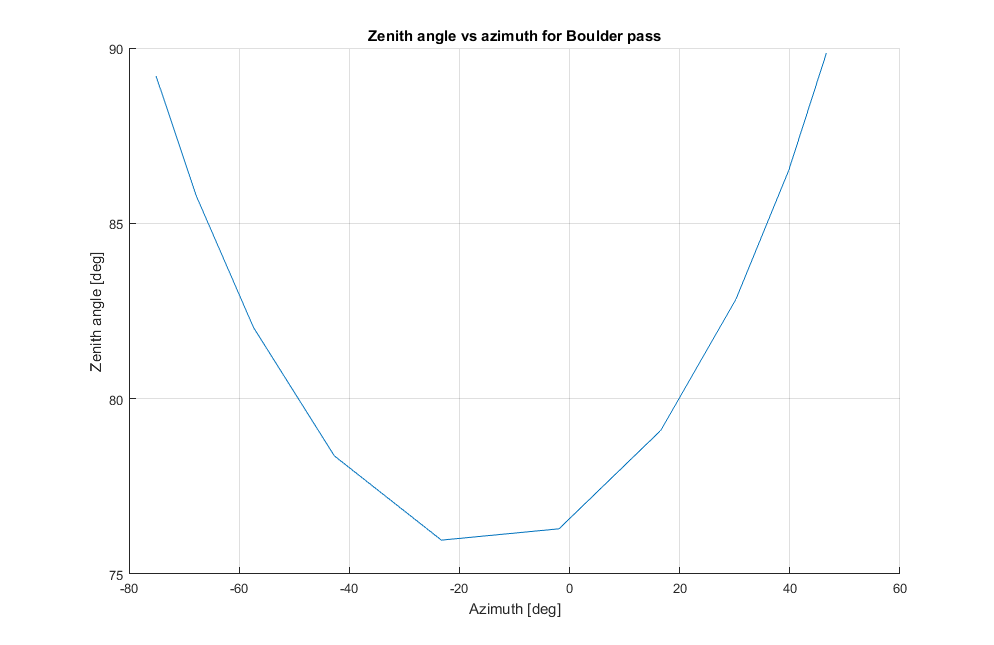 Zenith angle vs azimuth for Boulder pass
90
85
80
75
Zenith angle [deg]
-80 -60 -40 -20 0 20 40 60
Azimuth [deg]